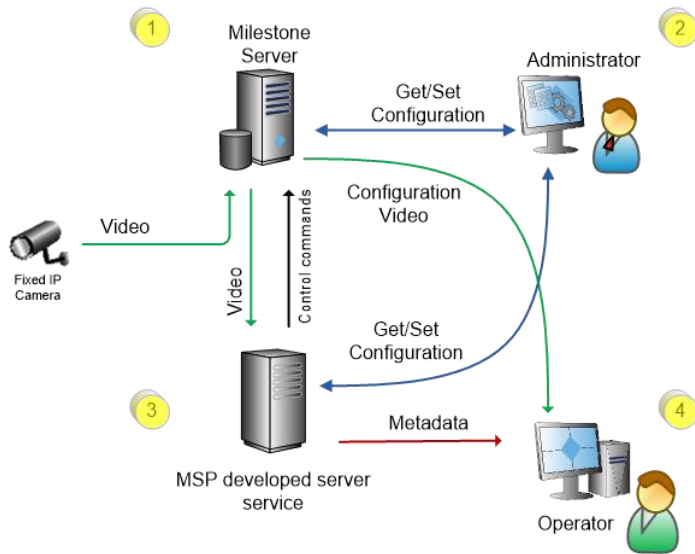 1
Milestone
Server
2
Administrator
Get/Set
Configuration
Configuration
Video
Video
Fixed IP
Camera
Video
Control commands
Get/Set
Configuration
3
4
Metadata
MSP developed server
service
Operator